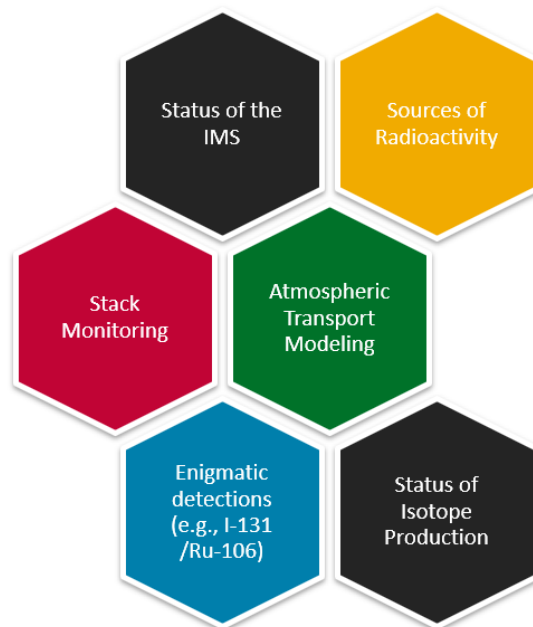 Status of the
IMS
Sources of
Radioactivity
Stack
Monitoring
Atmospheric
Transport
Modeling
Enigmatic
detections
(e.g., I-131
/Ru-106)
Status of
Isotope
Production